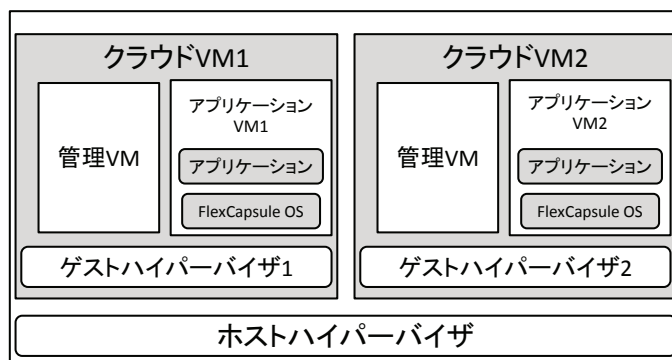 クラウドVM1
管理VM
アプリケーション
VM1
アプリケーション
FlexCapsule OS
ゲストハイパーバイザ1
クラウドVM2
管理VM
アプリケーション
VM2
アプリケーション
FlexCapsule OS
ゲストハイパーバイザ2
ホストハイパーバイザ